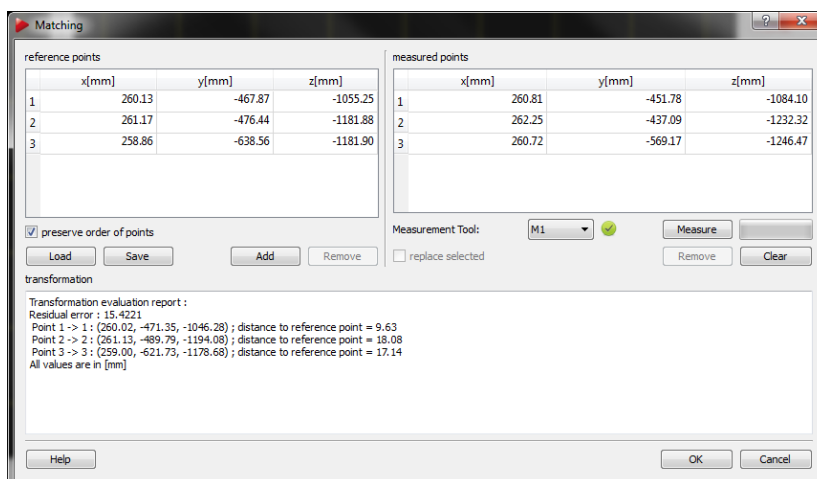 Matching
?
reference points
x[mm] y[mm] z[mm]
1 260.13 -467.87 -1055.25
2 261.17 -476.44 -1181.88
3 258.86 -638.56 -1181.90
preserve order of points
Load Save Add Remove
measured points
x[mm] y[mm] z[mm]
1 260.81 -451.78 -1084.10
2 262.25 -437.09 -1232.32
3 260.72 -569.17 -1246.47
Measurement Tool: M1 Measure
replace selected Remove Clear
transformation
Transformation evaluation report :
Residual error : 15.4221
Point 1 -> 1 : (260.02, -471.35, -1046.28) ; distance to reference point = 9.63
Point 2 -> 2 : (261.13, -489.79, -1194.08) ; distance to reference point = 18.08
Point 3 -> 3 : (259.00, -621.73, -1178.68) ; distance to reference point = 17.14
All values are in [mm]
Help OK Cancel